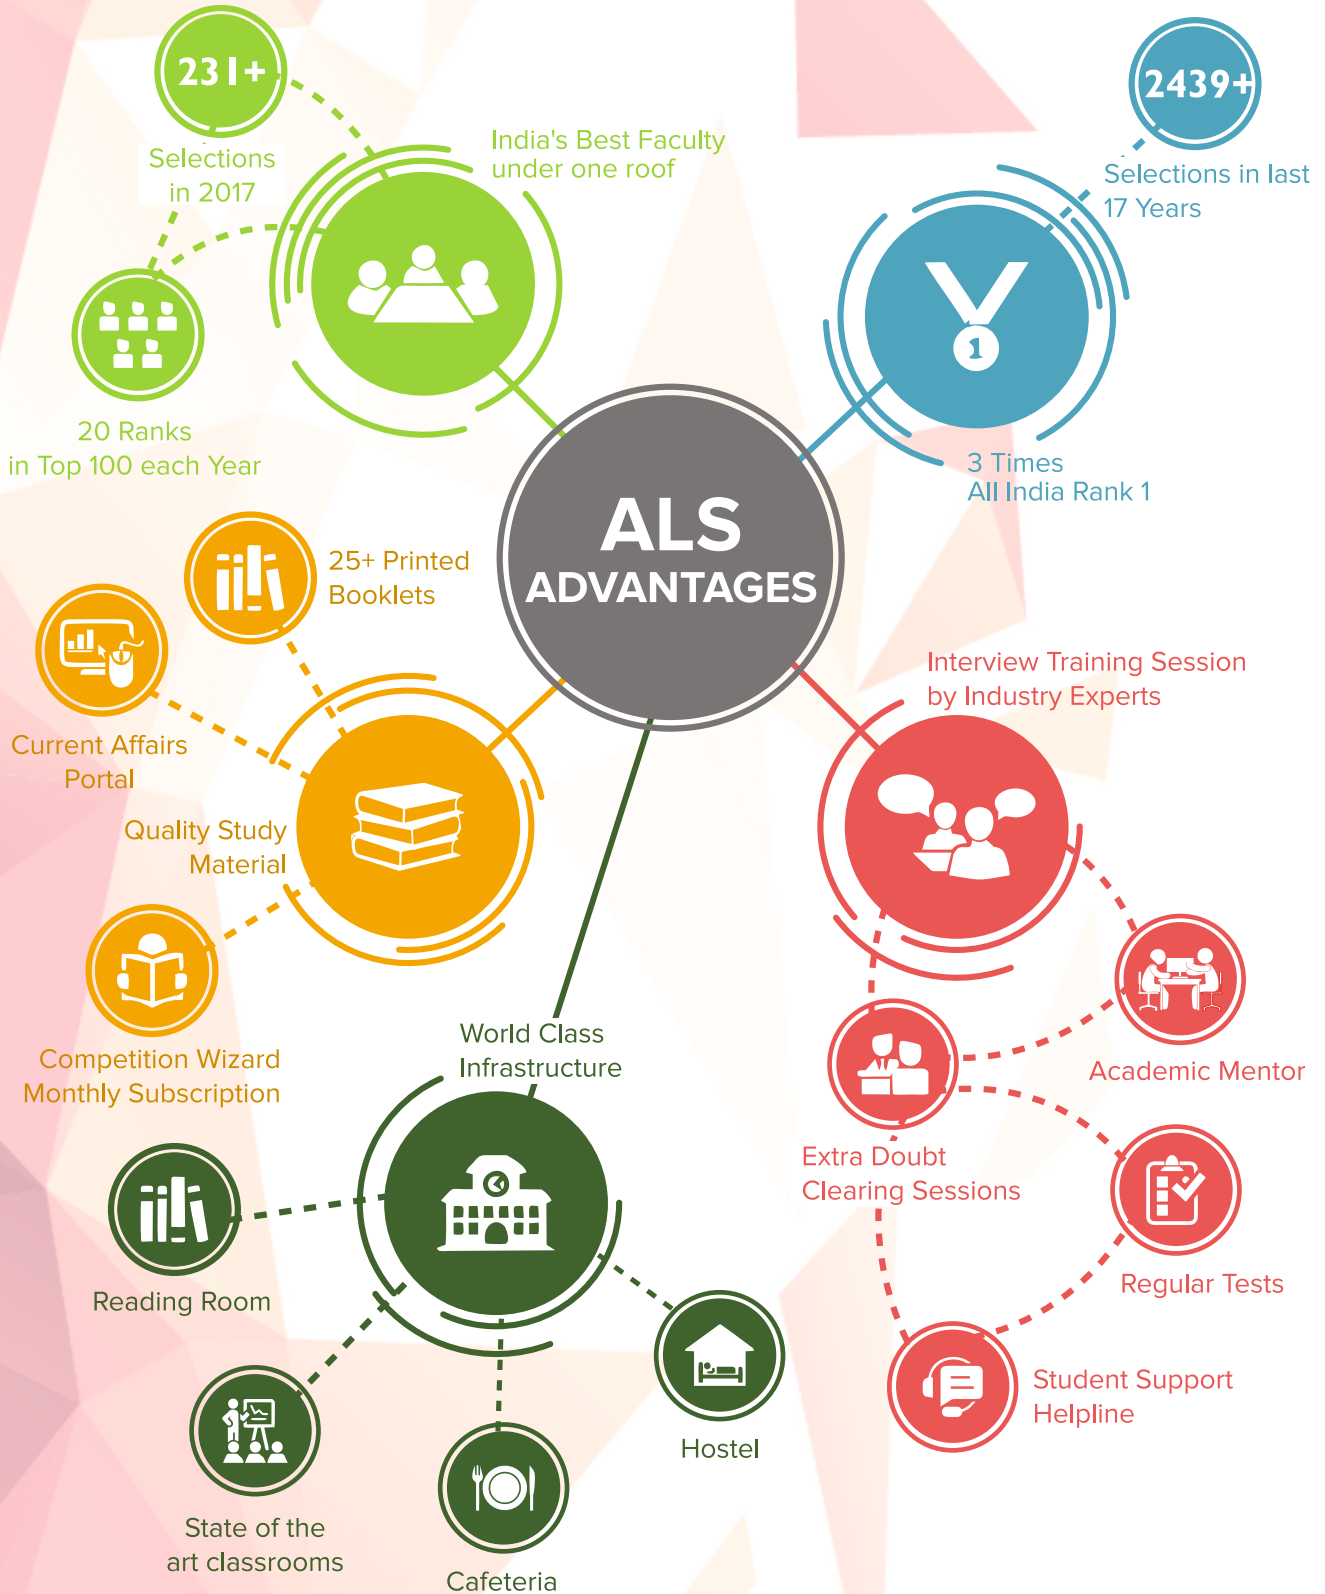 231+
Selections
in 2017
India's Best Faculty
under one roof
20 Ranks
in Top 100 each Year
2439+
Selections in last
17 Years
1
3 Times
All India Rank 1
ALS
ADVANTAGES
25+ Printed
Booklets
Current Affairs
Portal
Quality Study
Material
Competition Wizard
Monthly Subscription
Interview Training Session
by Industry Experts
Academic Mentor
Extra Doubt
Clearing Sessions
Regular Tests
Student Support
Helpline
World Class
Infrastructure
Reading Room
State of the
art classrooms
Cafeteria
Hostel